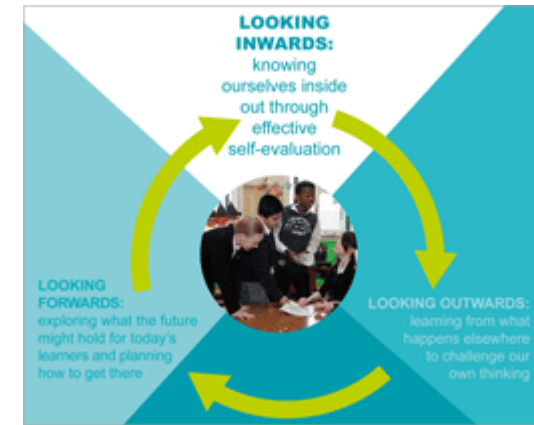 LOOKING
INWARDS:
knowing
ourselves inside
out through
effective
self-evaluation
LOOKING OUTWARDS:
learning from what
happens elsewhere
to challenge our
own thinking
LOOKING
FORWARDS:
exploring what the future
might hold for today's
learners and planning
how to get there